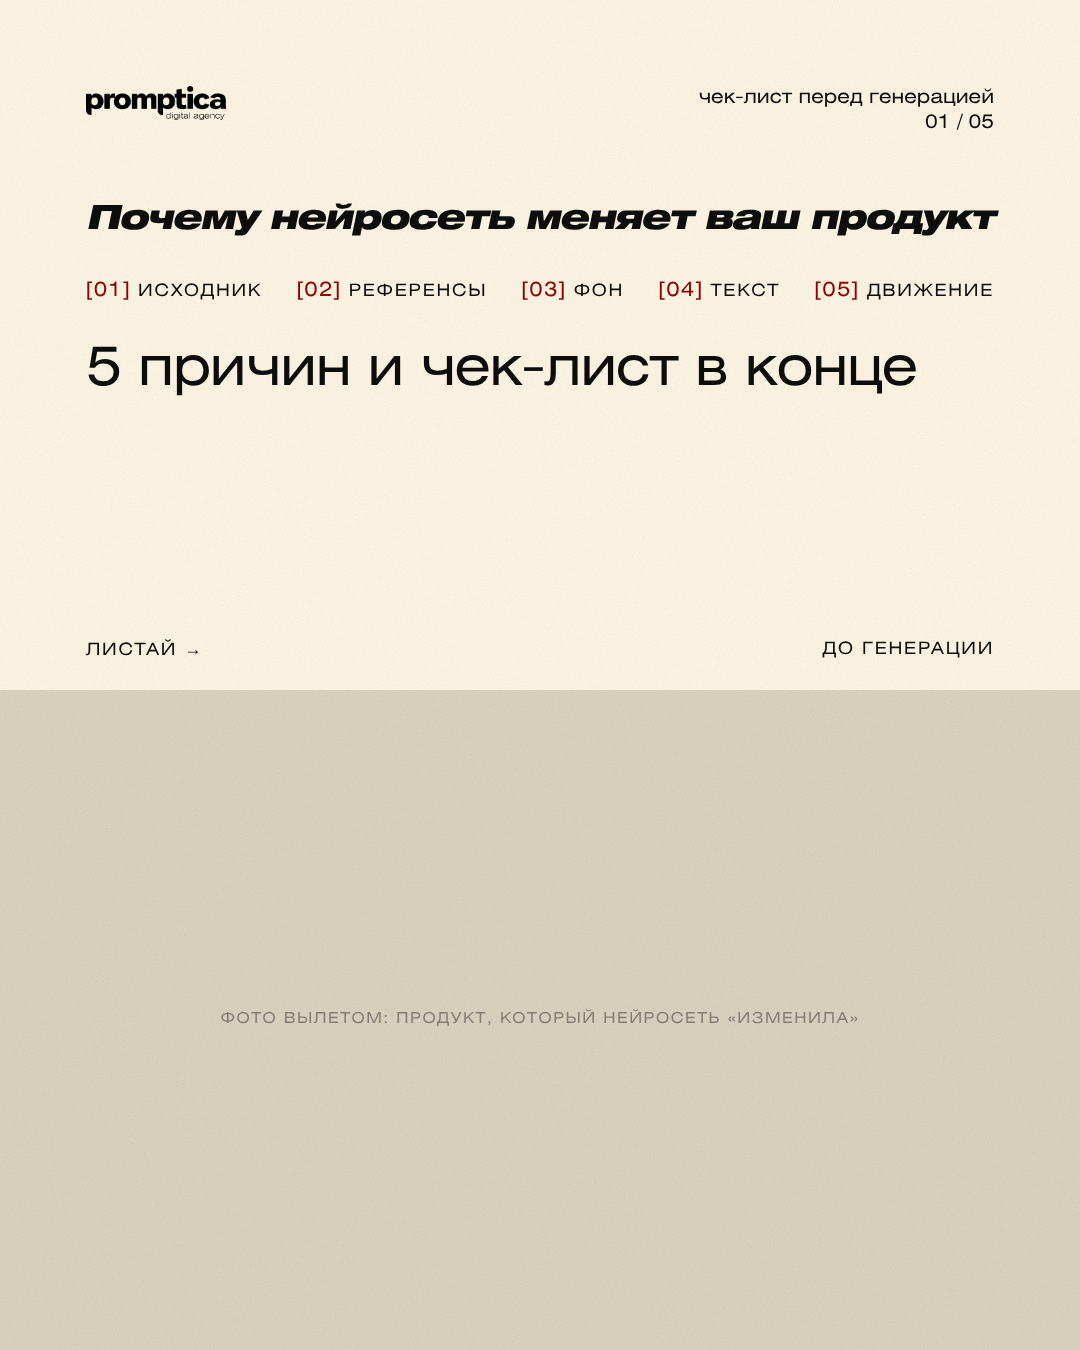 promptica
digital agency
чек-лист перед генерацией
01 / 05
Почему нейросеть меняет ваш продукт
[01] ИСХОДНИК [02] РЕФЕРЕНСЫ [03] ФОН [04] ТЕКСТ [05] ДВИЖЕНИЕ
5 причин и чек-лист в конце
ЛИСТАЙ →
ДО ГЕНЕРАЦИИ
ФОТО ВЫЛЕТОМ: ПРОДУКТ, КОТОРЫЙ НЕЙРОСЕТЬ «ИЗМЕНИЛА»